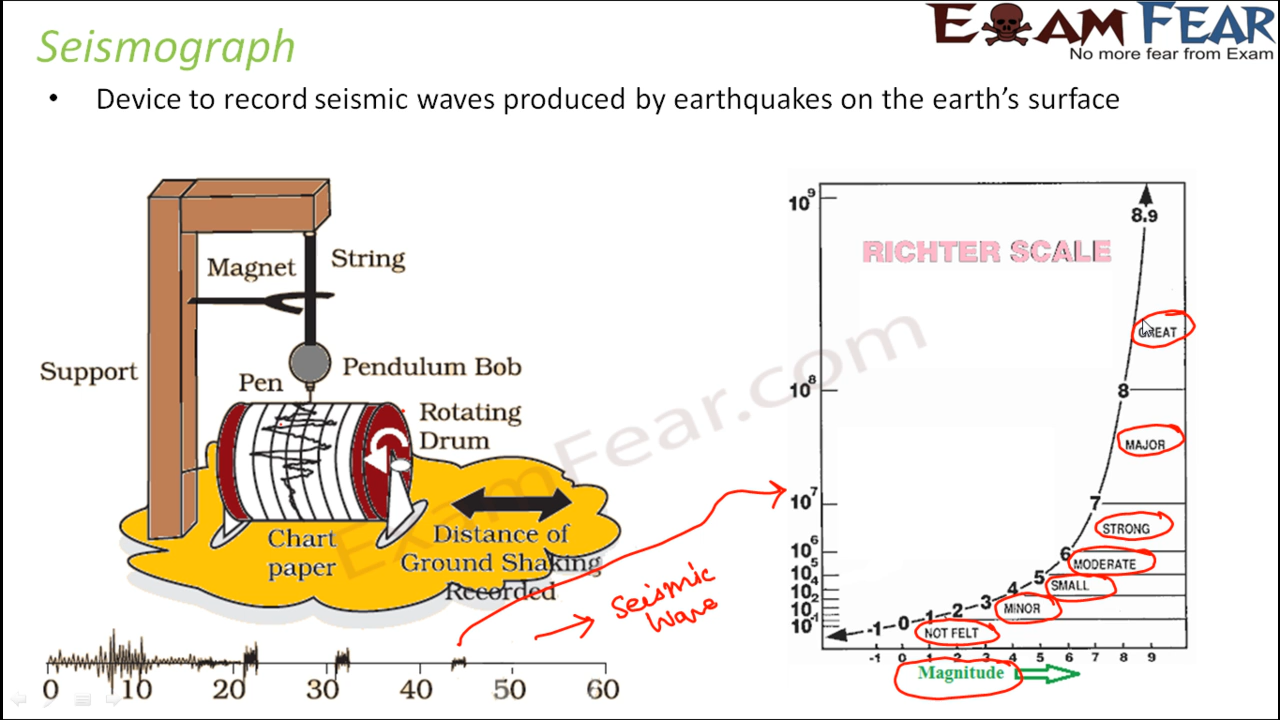 Seismograph
EXAM FEAR
No more fear from Exam
• Device to record seismic waves produced by earthquakes on the earth's surface
Magnet
String
Support
Pendulum Bob
Pen
Rotating
Drum
Chart
paper
Distance of
Ground Shaking
Recorded
Seismic
Wave
0 10 20 30 40 50 60
RICHTER SCALE
10⁹
8.9
GREAT
10⁸
8
MAJOR
10⁷
7
STRONG
10⁶
6
MODERATE
10⁵
5
SMALL
10⁴
4
10²
3
MINOR
2
1
0
-1
NOT FELT
-1 0 1 2 3 4 5 6 7 8 9
Magnitude
ExamFear.com